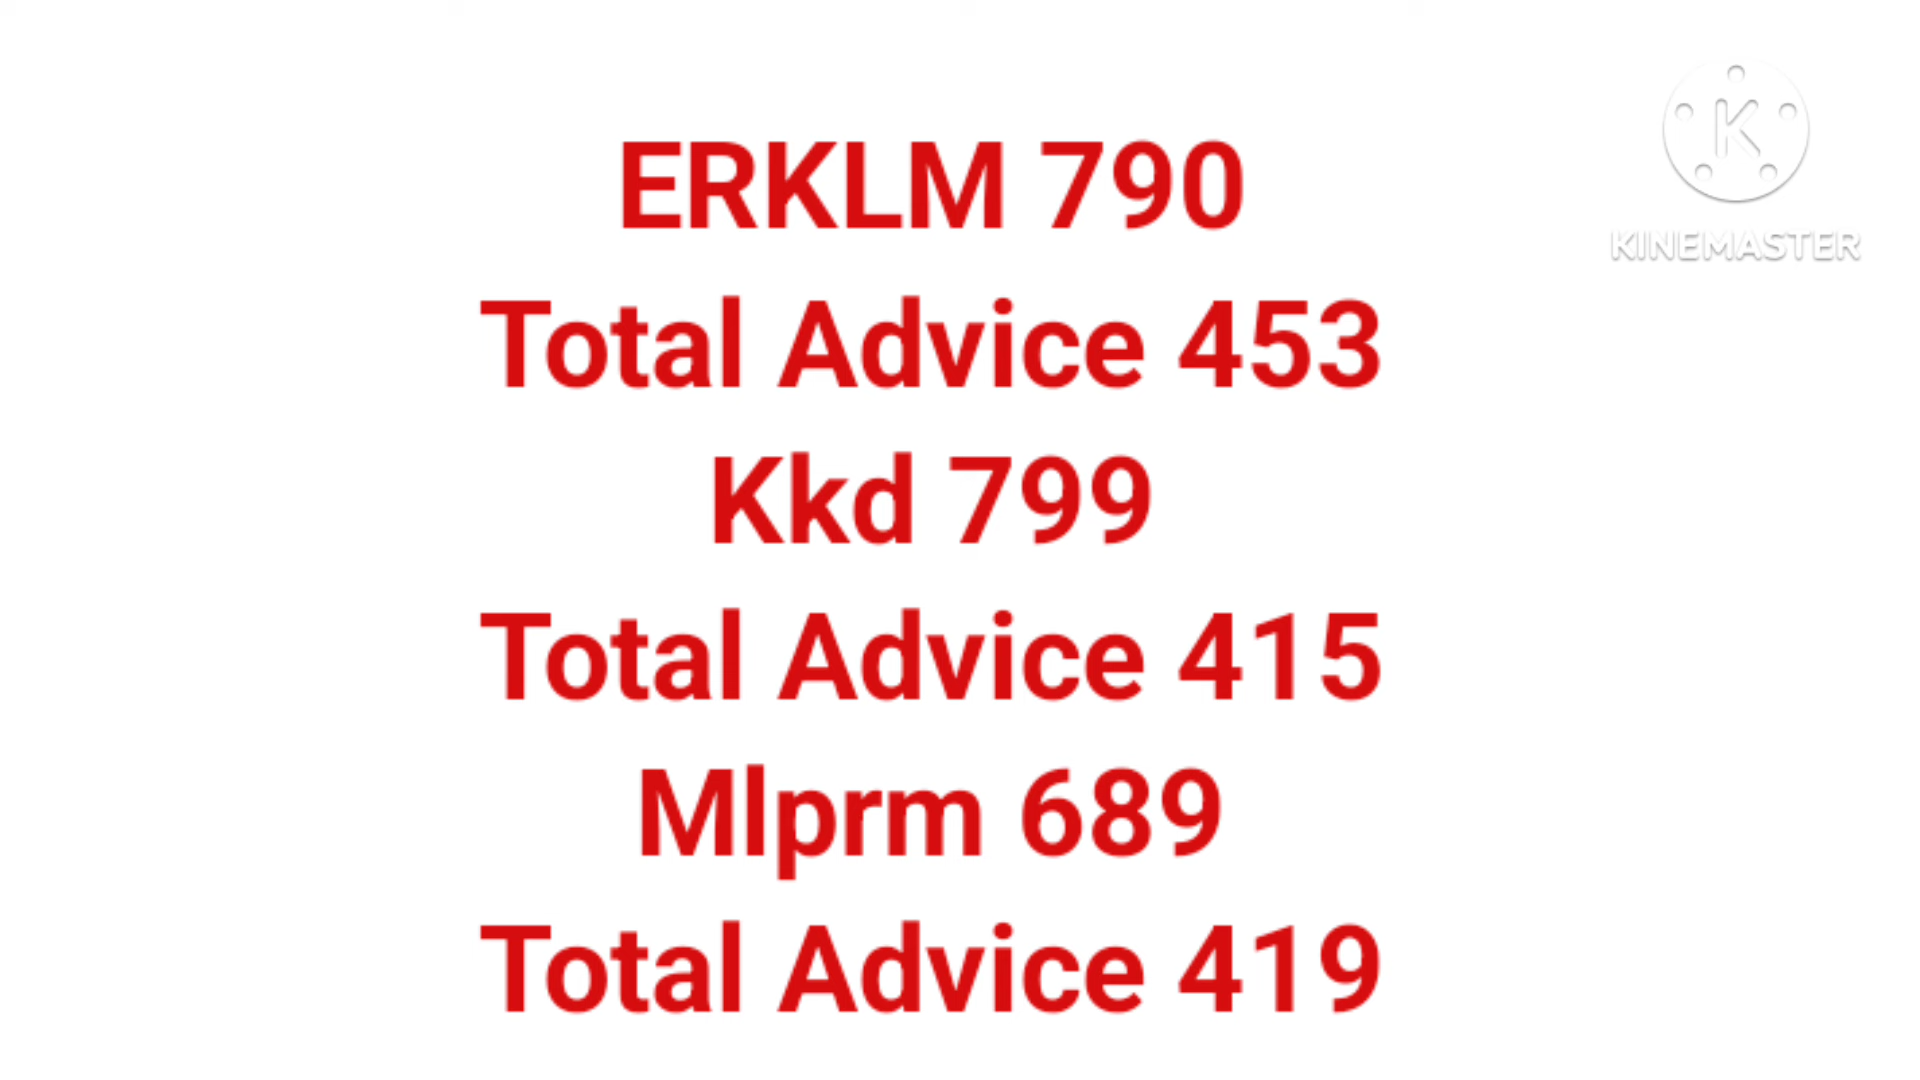 ERKLM 790
Total Advice 453
Kkd 799
Total Advice 415
Mlprm 689
Total Advice 419
K
KINEMASTER